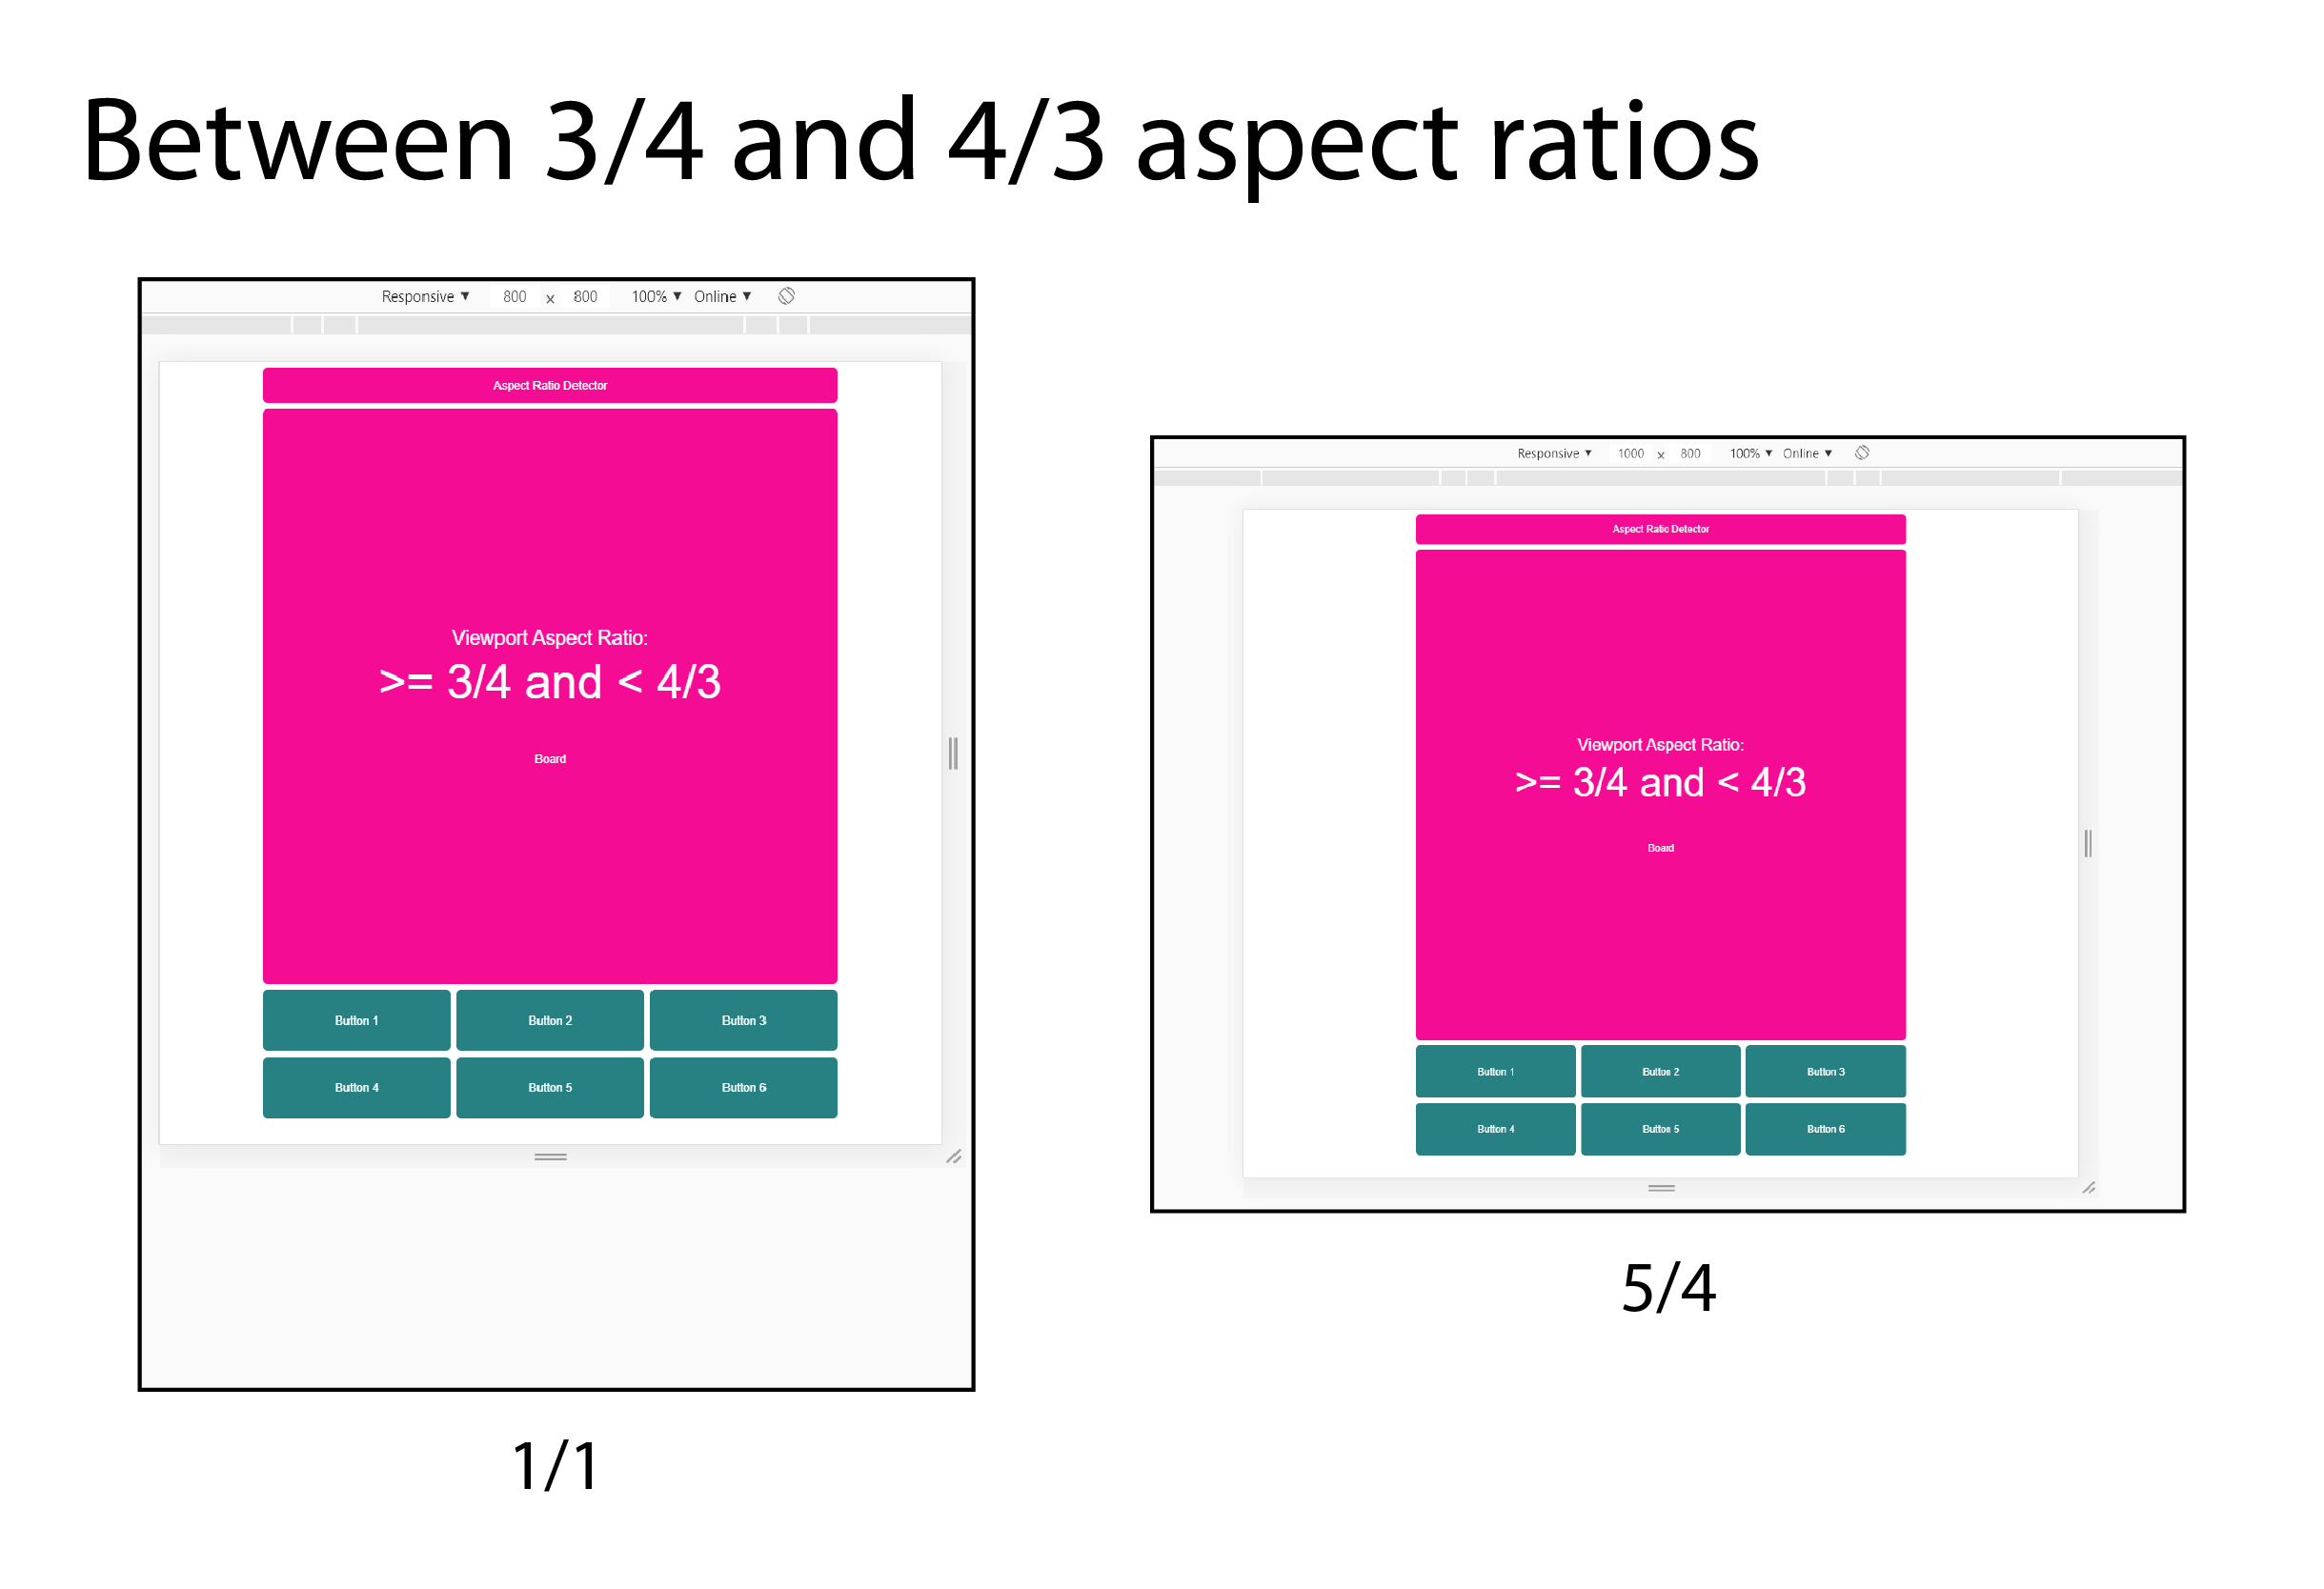 Between 3/4 and 4/3 aspect ratios
Responsive ▼ 800 x 800 100% ▼ Online ▼
Aspect Ratio Detector
Viewport Aspect Ratio:
>= 3/4 and < 4/3
Board
Button 1 Button 2 Button 3
Button 4 Button 5 Button 6
1/1
Responsive ▼ 1000 x 800 100% ▼ Online ▼
Aspect Ratio Detector
Viewport Aspect Ratio:
>= 3/4 and < 4/3
Board
Button 1 Button 2 Button 3
Button 4 Button 5 Button 6
5/4